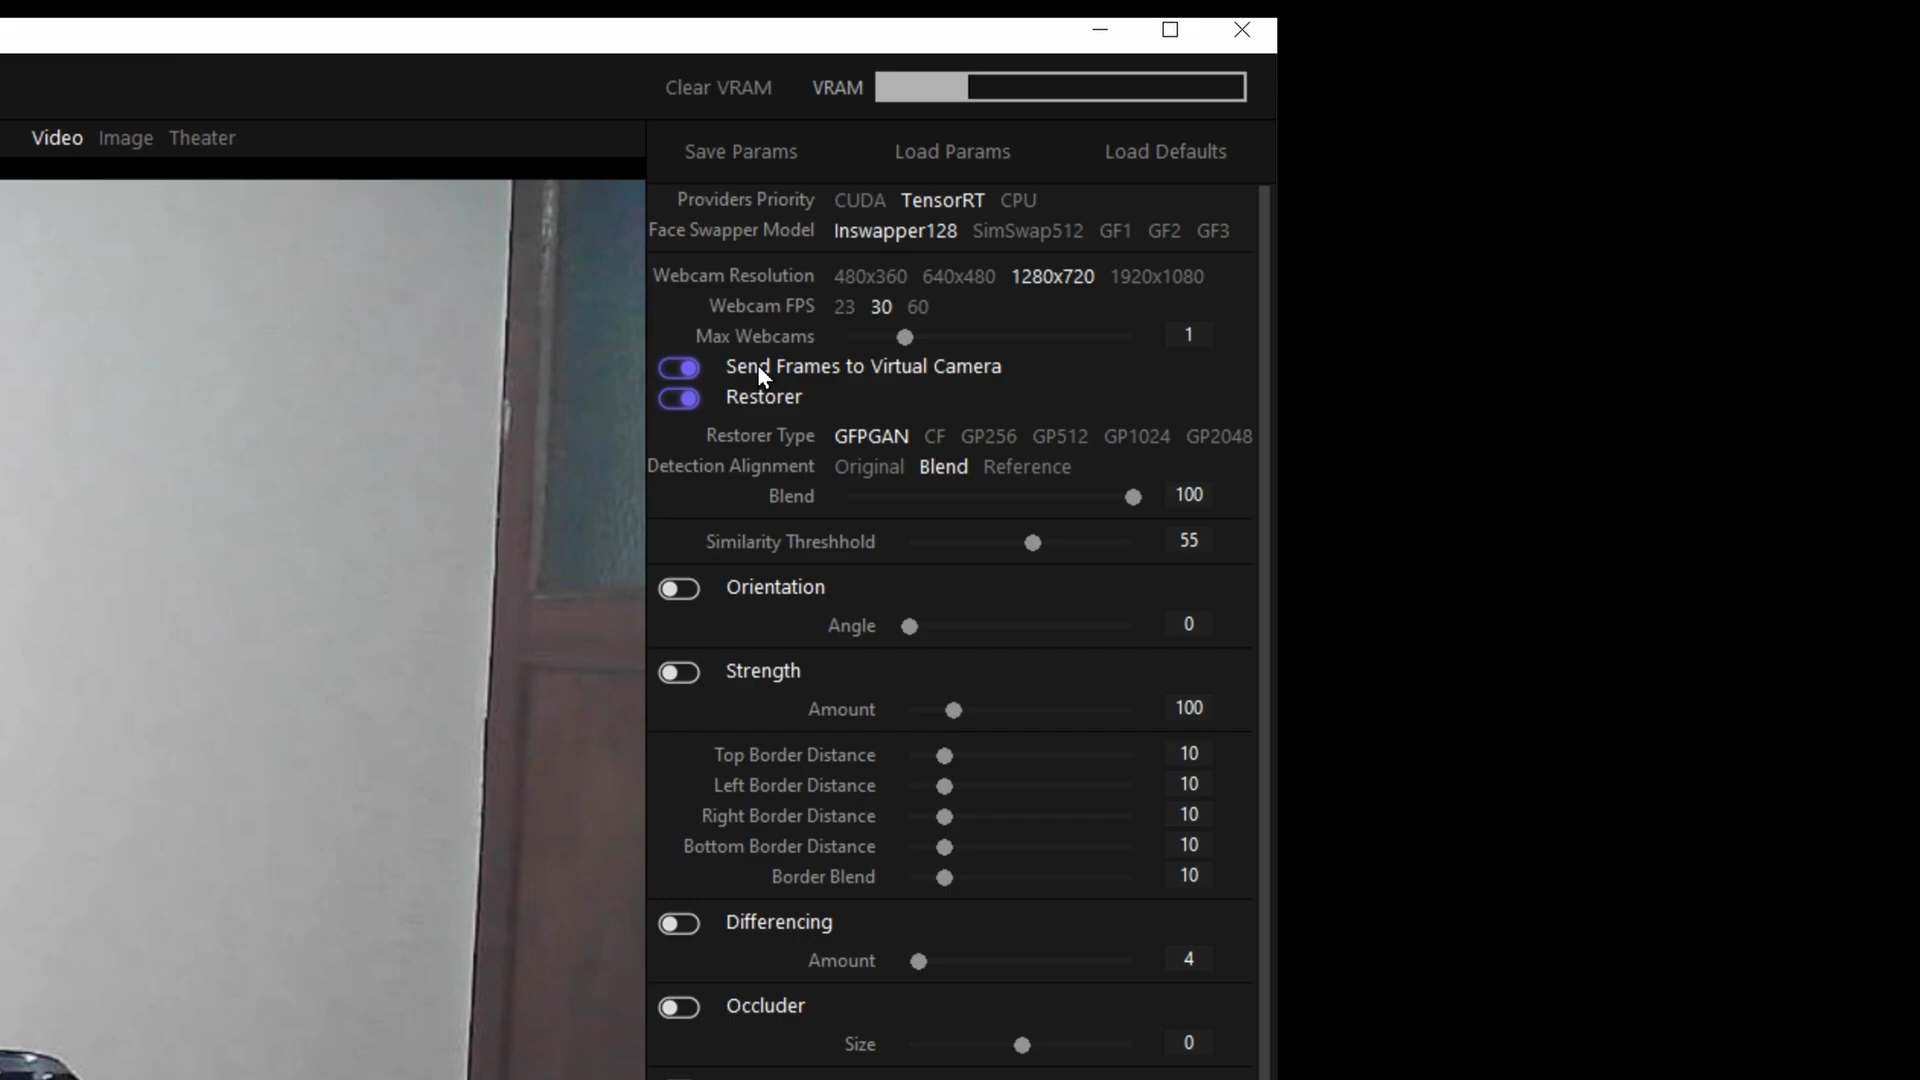 Clear VRAM VRAM
Video Image Theater
Save Params Load Params Load Defaults
Providers Priority CUDA TensorRT CPU
Face Swapper Model Inswapper128 SimSwap512 GF1 GF2 GF3
Webcam Resolution 480x360 640x480 1280x720 1920x1080
Webcam FPS 23 30 60
Max Webcams 1
Send Frames to Virtual Camera
Restorer
Restorer Type GFPGAN CF GP256 GP512 GP1024 GP2048
Detection Alignment Original Blend Reference
Blend 100
Similarity Threshhold 55
Orientation
Angle 0
Strength
Amount 100
Top Border Distance 10
Left Border Distance 10
Right Border Distance 10
Bottom Border Distance 10
Border Blend 10
Differencing
Amount 4
Occluder
Size 0